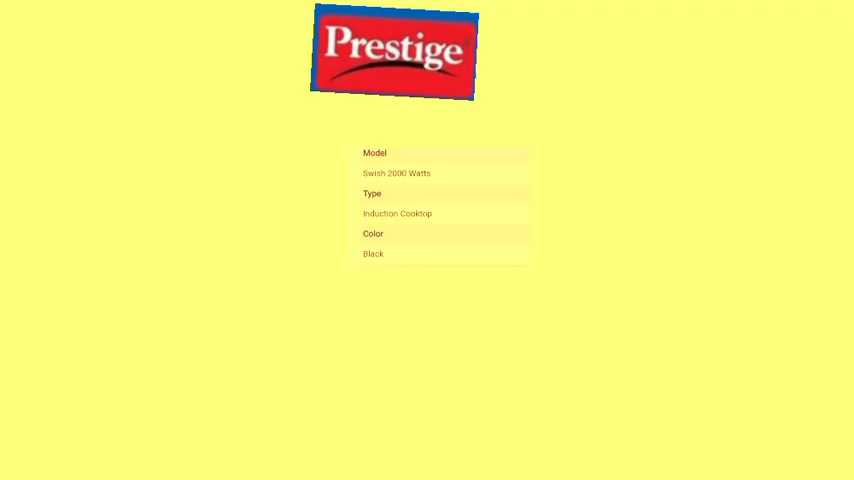 Prestige
Model
Swish 2000 Watts
Type
Induction Cooktop
Color
Black